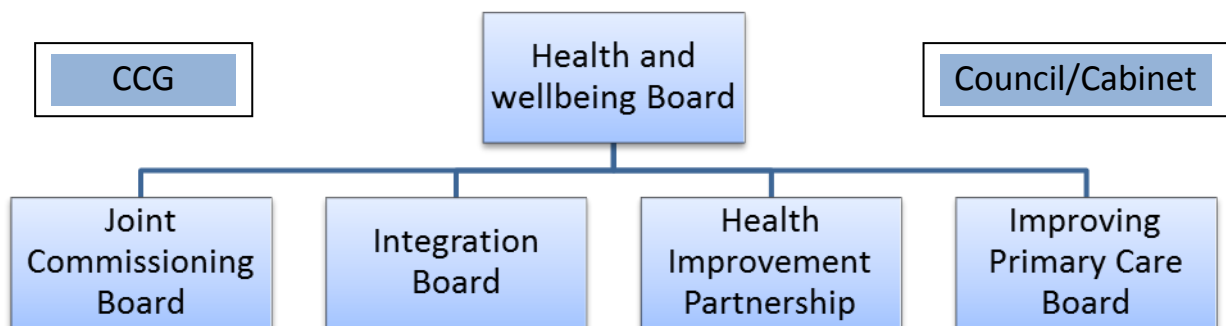 CCG
Health and
wellbeing Board
Council/Cabinet
Joint
Commissioning
Board
Integration
Board
Health
Improvement
Partnership
Improving
Primary Care
Board